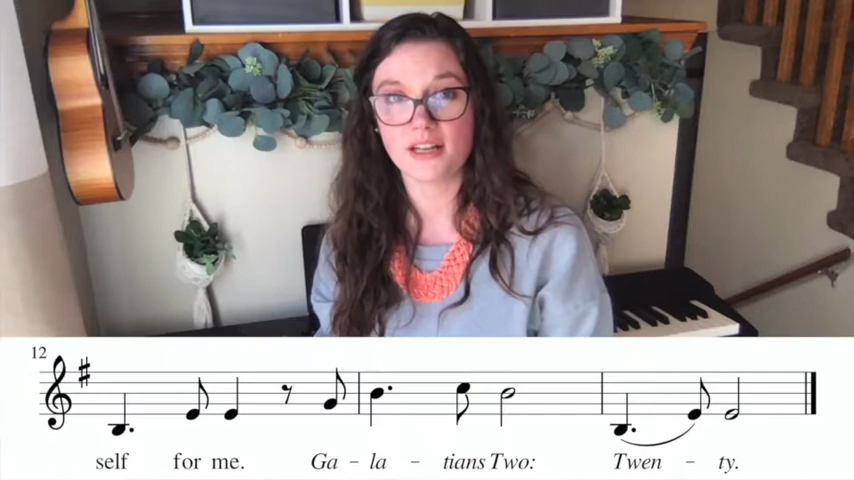 12
self for me. Ga – la – tians Two: Twen – ty.